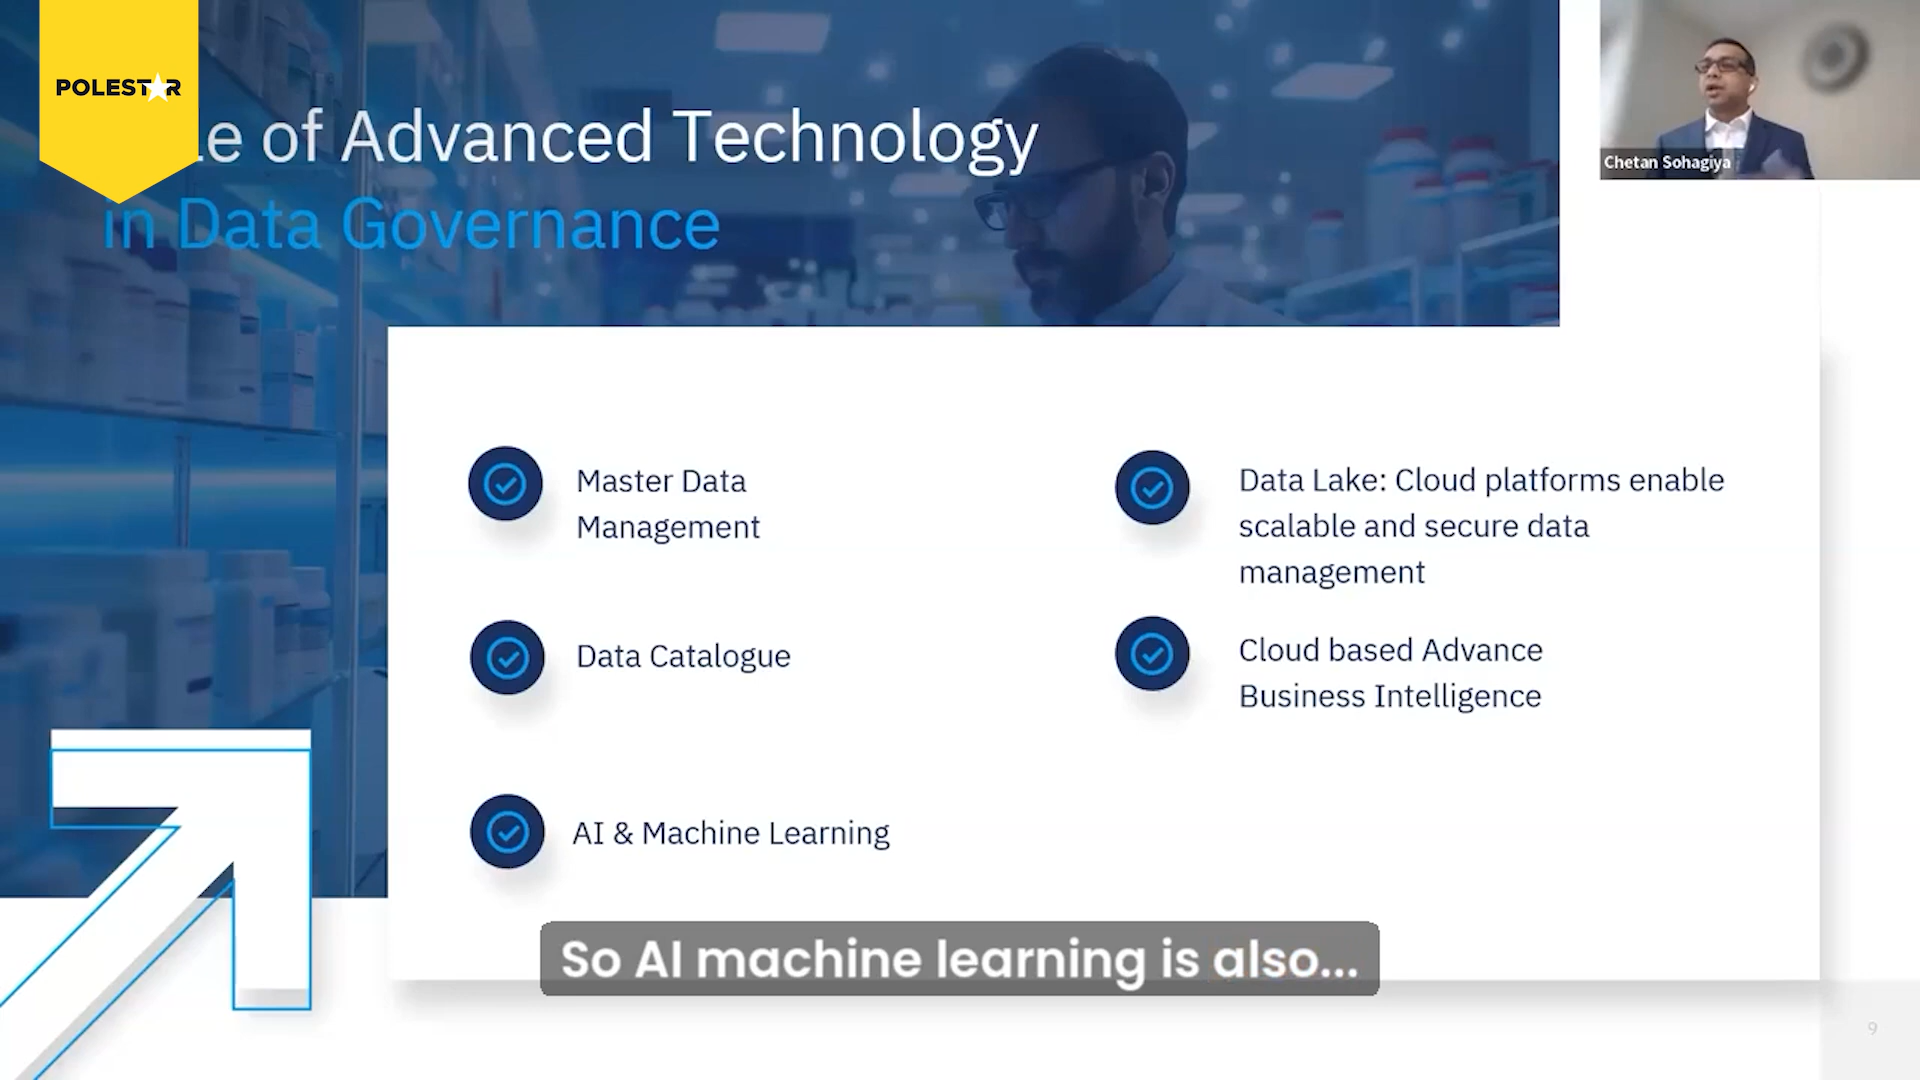 POLESTAR
le of Advanced Technology
in Data Governance
Chetan Sohagiya
Master Data
Management
Data Catalogue
AI & Machine Learning
Data Lake: Cloud platforms enable
scalable and secure data
management
Cloud based Advance
Business Intelligence
So AI machine learning is also...
9